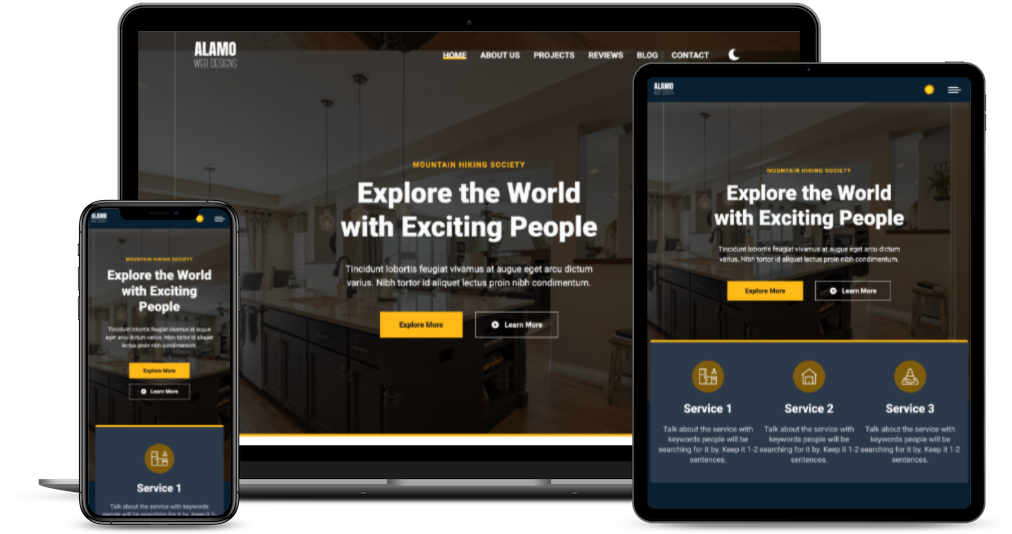 ALAMO
WEB DESIGNS
HOME ABOUT US PROJECTS REVIEWS BLOG CONTACT
MOUNTAIN HIKING SOCIETY
Explore the World
with Exciting People
Tincidunt lobortis feugiat vivamus at augue eget arcu dictum
varius. Nibh tortor id aliquet lectus proin nibh condimentum.
Explore More
Learn More
ALAMO
WEB DESIGNS
MOUNTAIN HIKING SOCIETY
Explore the World
with Exciting
People
Tincidunt lobortis feugiat vivamus at augue
eget arcu dictum varius. Nibh tortor id aliquet
lectus proin nibh condimentum.
Explore More
Learn More
Service 1
Talk about the service with keywords
people will be searching for it by. Keep it 1-
ALAMO
WEB DESIGNS
MOUNTAIN HIKING SOCIETY
Explore the World
with Exciting People
Tincidunt lobortis feugiat vivamus at augue eget arcu dictum
varius. Nibh tortor id aliquet lectus proin nibh condimentum.
Explore More
Learn More
Service 1
Talk about the service with
keywords people will be
searching for it by. Keep it 1-2
sentences.
Service 2
Talk about the service with
keywords people will be
searching for it by. Keep it 1-2
sentences.
Service 3
Talk about the service with
keywords people will be
searching for it by. Keep it 1-2
sentences.